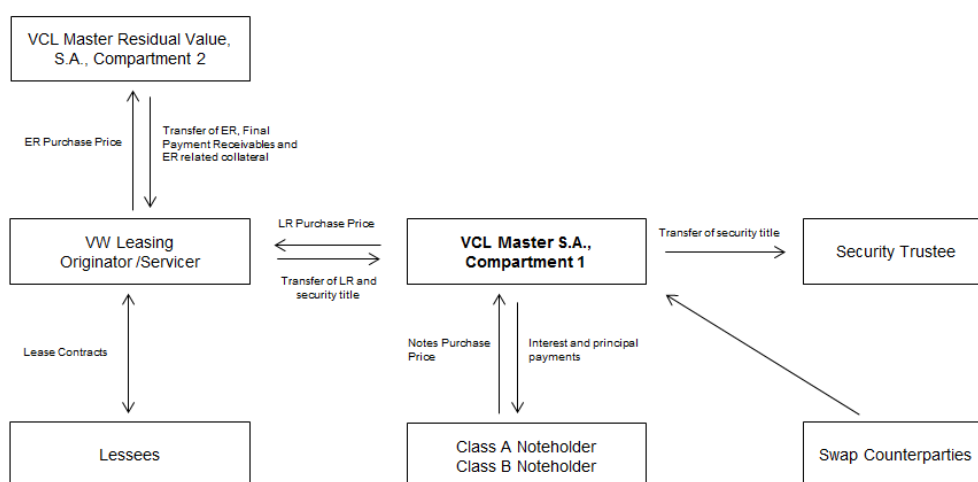 VCL Master Residual Value,
S.A., Compartment 2
ER Purchase Price
Transfer of ER, Final
Payment Receivables and
ER related collateral
VW Leasing
Originator/Servicer
LR Purchase Price
Transfer of LR and
security title
VCL Master S.A.,
Compartment 1
Transfer of security title
Security Trustee
Lease Contracts
Notes Purchase
Price
Interest and principal
payments
Lessees
Class A Noteholder
Class B Noteholder
Swap Counterparties